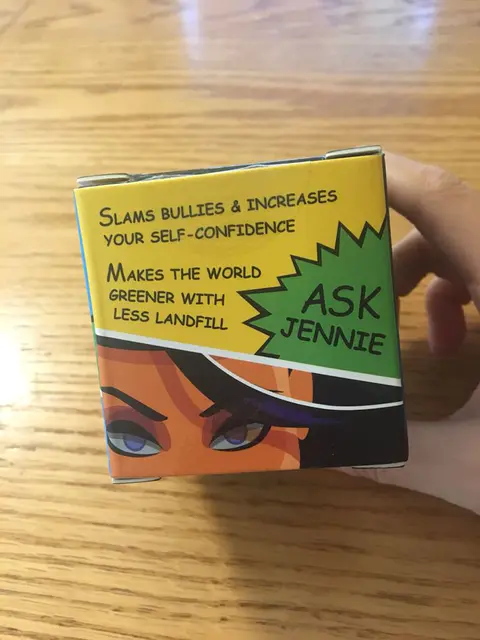 SLAMS BULLIES & INCREASES
YOUR SELF-CONFIDENCE
MAKES THE WORLD
GREENER WITH
LESS LANDFILL
ASK
JENNIE